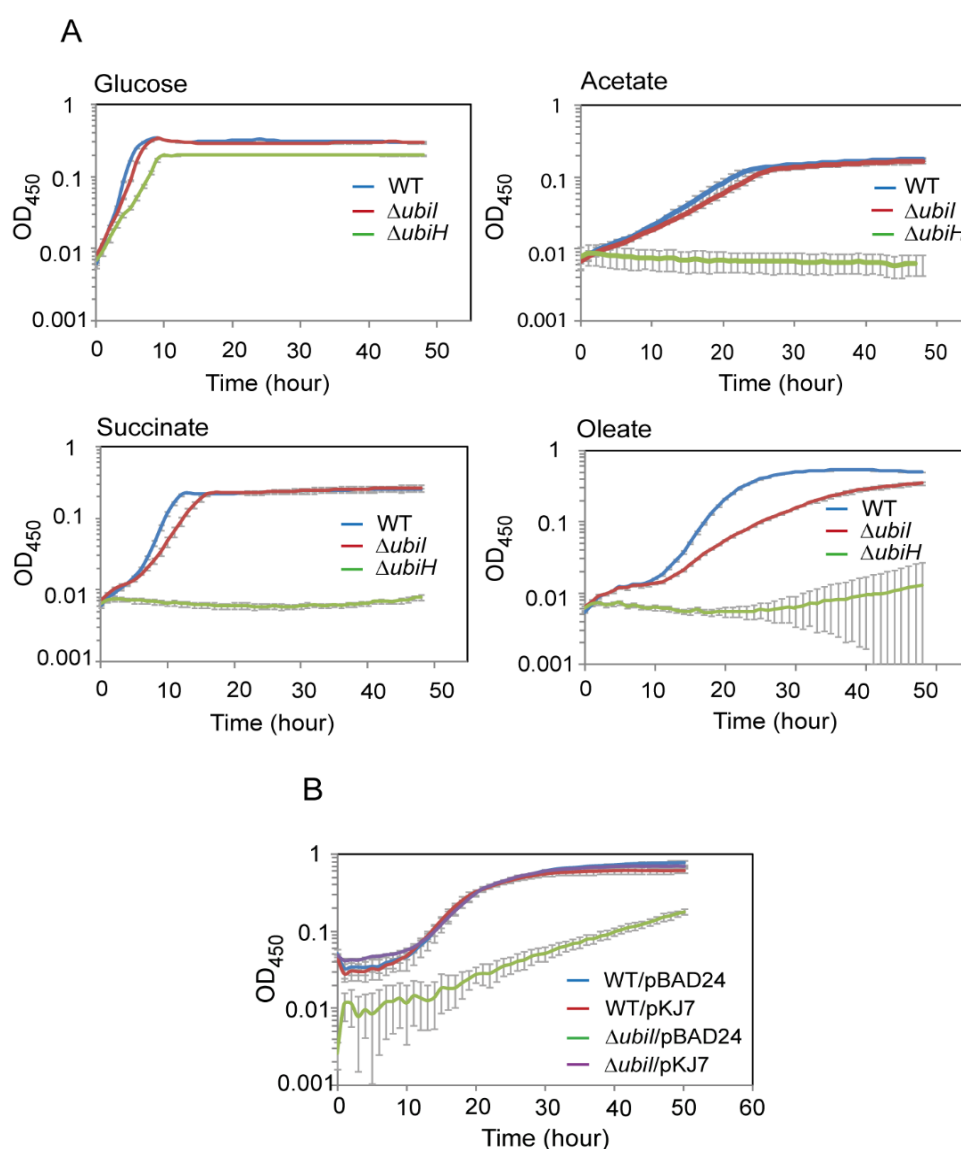 A
Glucose
OD450
1
0.1
0.01
0.001
WT
ΔubiI
ΔubiH
0 10 20 30 40 50
Time (hour)
Acetate
OD450
1
0.1
0.01
0.001
WT
ΔubiI
ΔubiH
0 10 20 30 40 50
Time (hour)
Succinate
OD450
1
0.1
0.01
0.001
WT
ΔubiI
ΔubiH
0 10 20 30 40 50
Time (hour)
Oleate
OD450
1
0.1
0.01
0.001
WT
ΔubiI
ΔubiH
0 10 20 30 40 50
Time (hour)
B
OD450
1
0.1
0.01
0.001
WT/pBAD24
WT/pKJ7
ΔubiI/pBAD24
ΔubiI/pKJ7
0 10 20 30 40 50 60
Time (hour)